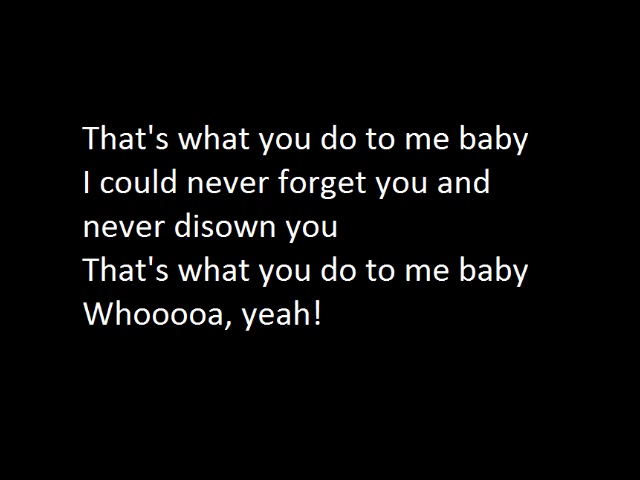 That's what you do to me baby
I could never forget you and
never disown you
That's what you do to me baby
Whooooa, yeah!